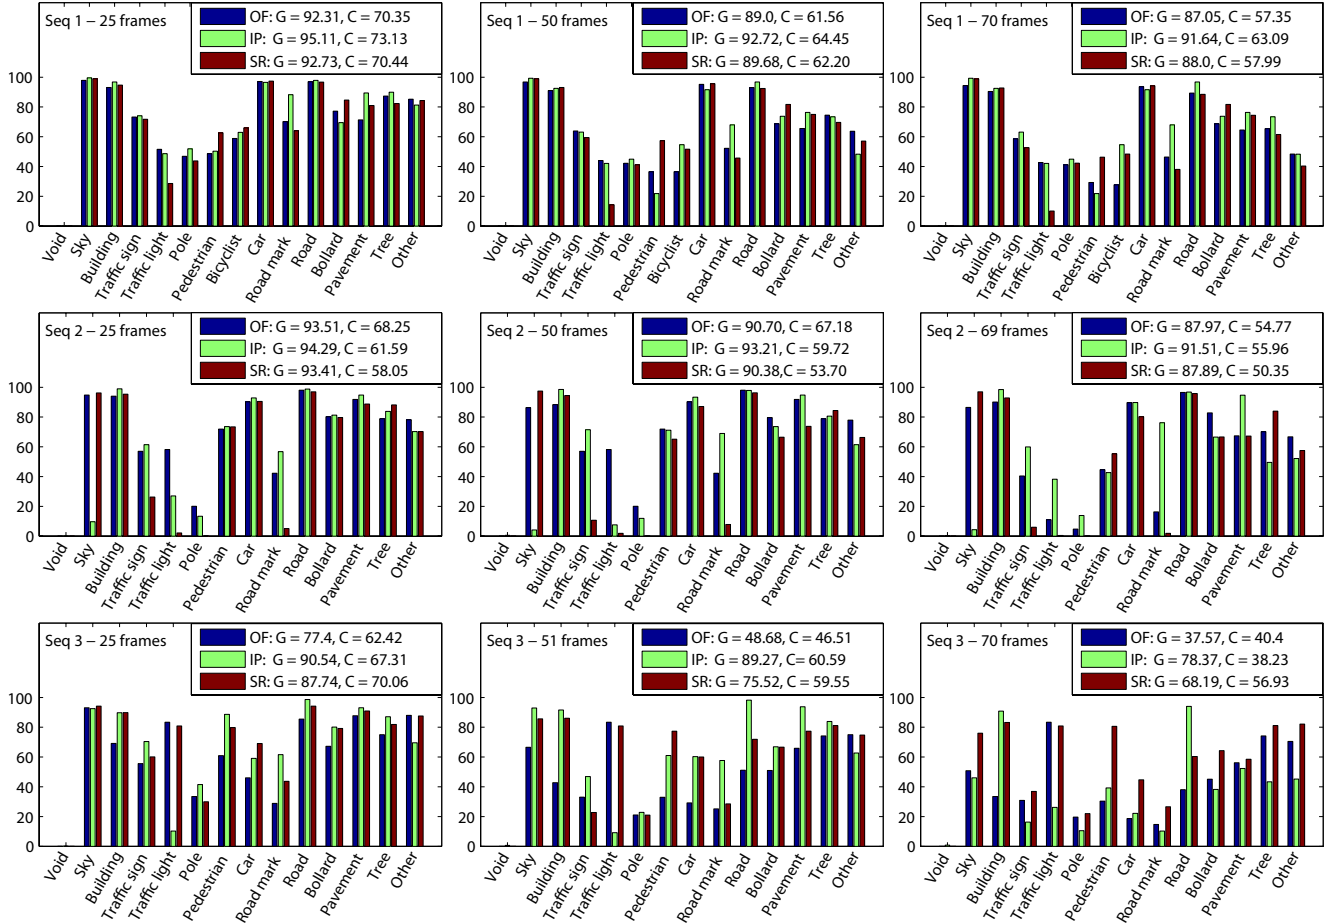 Seq 1 – 25 frames
OF: G = 92.31, C = 70.35
IP: G = 95.11, C = 73.13
SR: G = 92.73, C = 70.44
100
80
60
40
20
0
Void Sky Building Traffic sign Traffic light Pole Pedestrian Bicyclist Car Road mark Road Bollard Pavement Tree Other
Seq 1 – 50 frames
OF: G = 89.0, C = 61.56
IP: G = 92.72, C = 64.45
SR: G = 89.68, C = 62.20
100
80
60
40
20
0
Void Sky Building Traffic sign Traffic light Pole Pedestrian Bicyclist Car Road mark Road Bollard Pavement Tree Other
Seq 1 – 70 frames
OF: G = 87.05, C = 57.35
IP: G = 91.64, C = 63.09
SR: G = 88.0, C = 57.99
100
80
60
40
20
0
Void Sky Building Traffic sign Traffic light Pole Pedestrian Bicyclist Car Road mark Road Bollard Pavement Tree Other
Seq 2 – 25 frames
OF: G = 93.51, C = 68.25
IP: G = 94.29, C = 61.59
SR: G = 93.41, C = 58.05
100
80
60
40
20
0
Void Sky Building Traffic sign Traffic light Pole Pedestrian Car Road mark Road Bollard Pavement Tree Other
Seq 2 – 50 frames
OF: G = 90.70, C = 67.18
IP: G = 93.21, C = 59.72
SR: G = 90.38,C = 53.70
100
80
60
40
20
0
Void Sky Building Traffic sign Traffic light Pole Pedestrian Car Road mark Road Bollard Pavement Tree Other
Seq 2 – 69 frames
OF: G = 87.97, C = 54.77
IP: G = 91.51, C = 55.96
SR: G = 87.89, C = 50.35
100
80
60
40
20
0
Void Sky Building Traffic sign Traffic light Pole Pedestrian Car Road mark Road Bollard Pavement Tree Other
Seq 3 – 25 frames
OF: G = 77.4, C = 62.42
IP: G = 90.54, C = 67.31
SR: G = 87.74, C = 70.06
100
80
60
40
20
0
Void Sky Building Traffic sign Traffic light Pole Pedestrian Car Road mark Road Bollard Pavement Tree Other
Seq 3 – 51 frames
OF: G = 48.68, C = 46.51
IP: G = 89.27, C= 60.59
SR: G = 75.52, C = 59.55
100
80
60
40
20
0
Void Sky Building Traffic sign Traffic light Pole Pedestrian Car Road mark Road Bollard Pavement Tree Other
Seq 3 – 70 frames
OF: G = 37.57, C = 40.4
IP: G = 78.37, C = 38.23
SR: G = 68.19, C = 56.93
100
80
60
40
20
0
Void Sky Building Traffic sign Traffic light Pole Pedestrian Car Road mark Road Bollard Pavement Tree Other